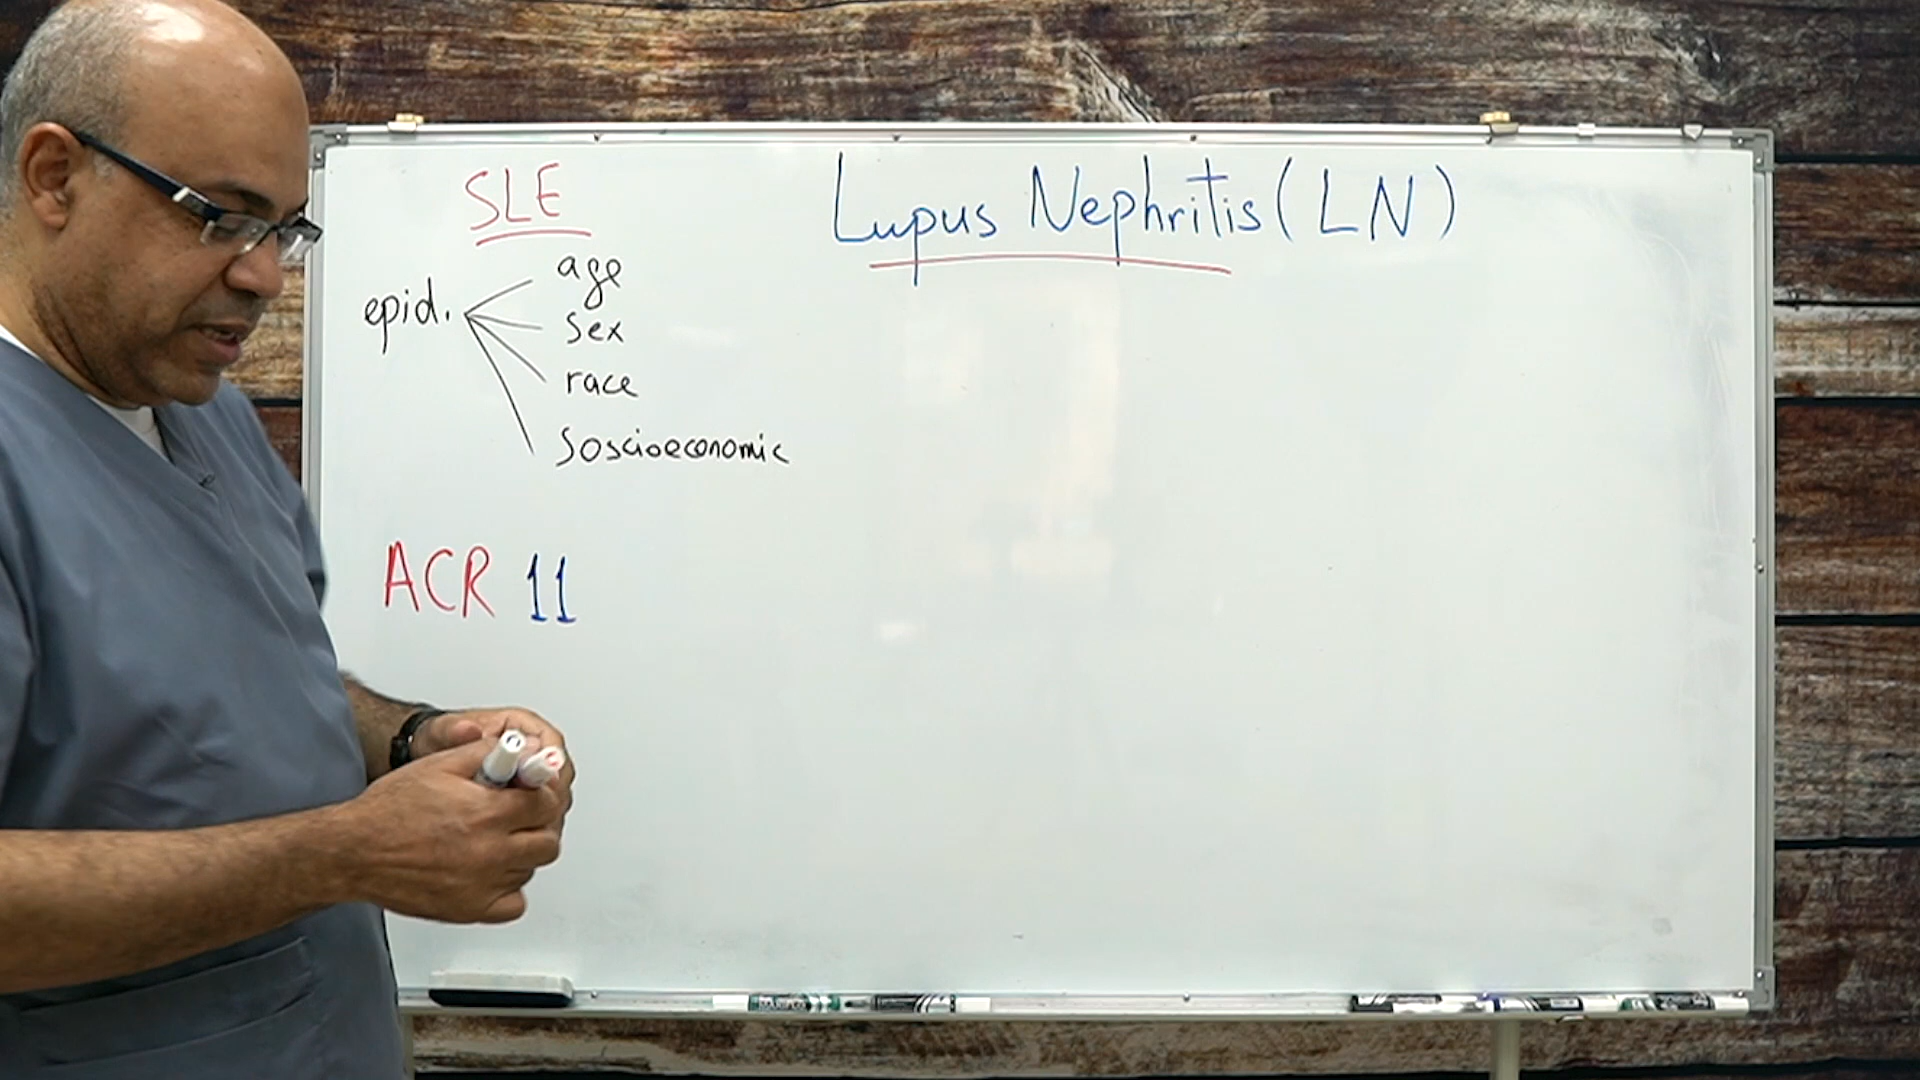 SLE
Lupus Nephritis (LN)
epid.
age
sex
race
Soscioeconomic
ACR 11